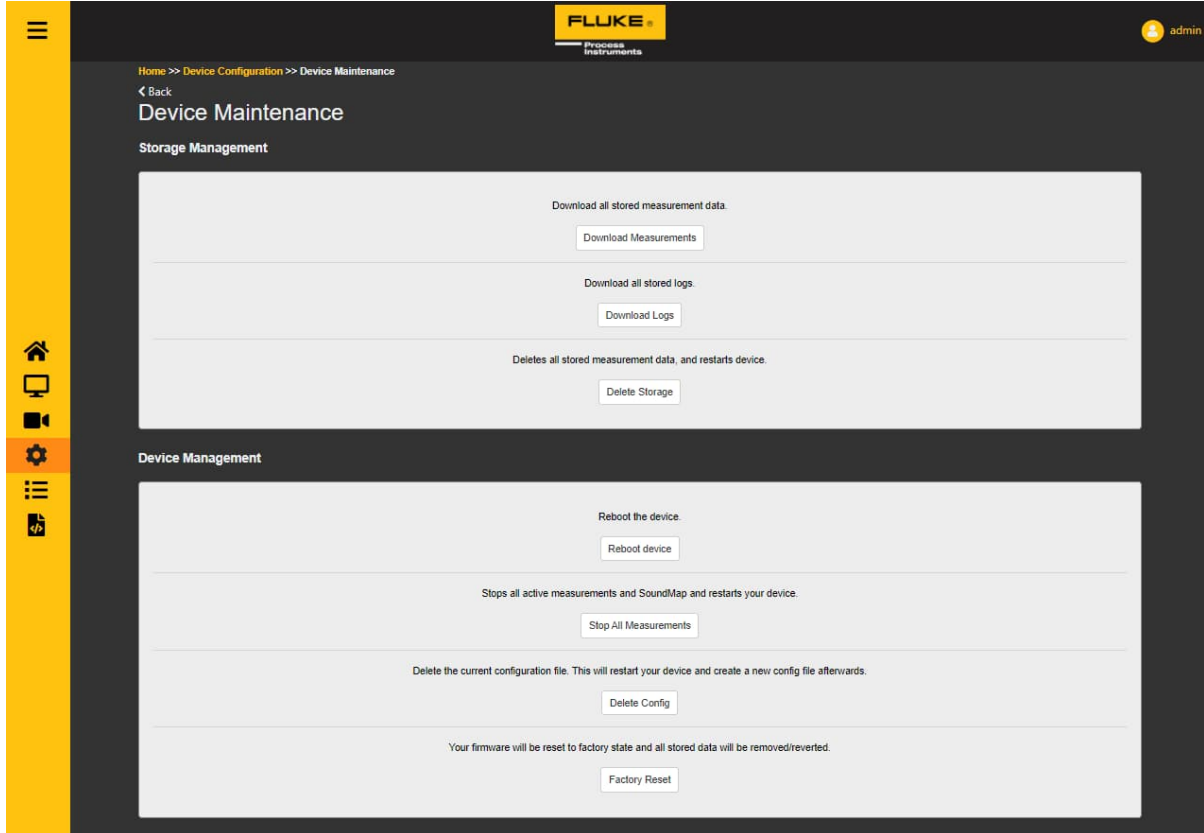 FLUKE ®
Process
Instruments
admin
Home >> Device Configuration >> Device Maintenance
Back
Device Maintenance
Storage Management
Download all stored measurement data.
Download Measurements
Download all stored logs.
Download Logs
Deletes all stored measurement data, and restarts device.
Delete Storage
Device Management
Reboot the device.
Reboot device
Stops all active measurements and SoundMap and restarts your device.
Stop All Measurements
Delete the current configuration file. This will restart your device and create a new config file afterwards.
Delete Config
Your firmware will be reset to factory state and all stored data will be removed/reverted.
Factory Reset